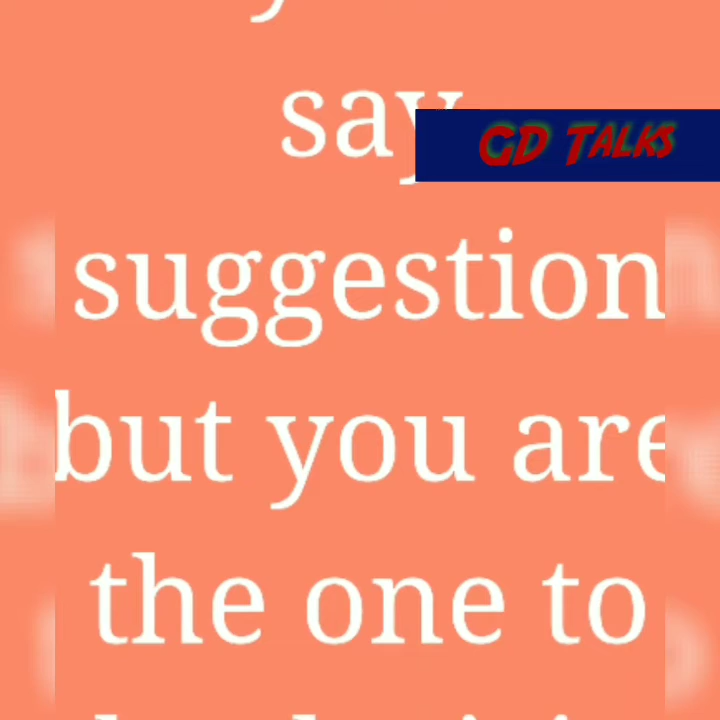 say
GD TALKS
suggestion
but you are
the one to